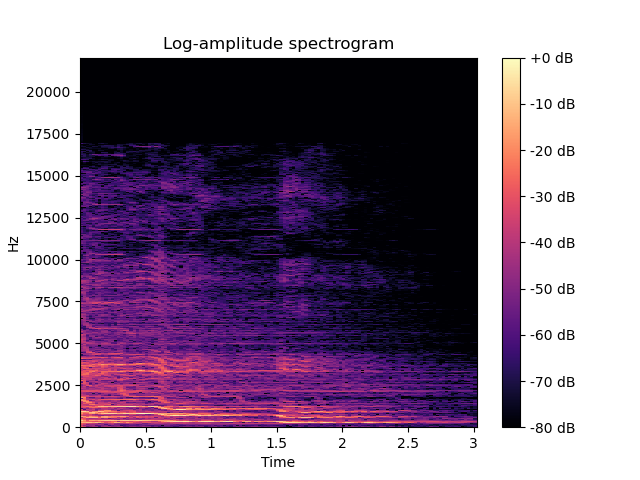 Log-amplitude spectrogram
Hz
20000
17500
15000
12500
10000
7500
5000
2500
0
0 0.5 1 1.5 2 2.5 3
Time
+0 dB
-10 dB
-20 dB
-30 dB
-40 dB
-50 dB
-60 dB
-70 dB
-80 dB